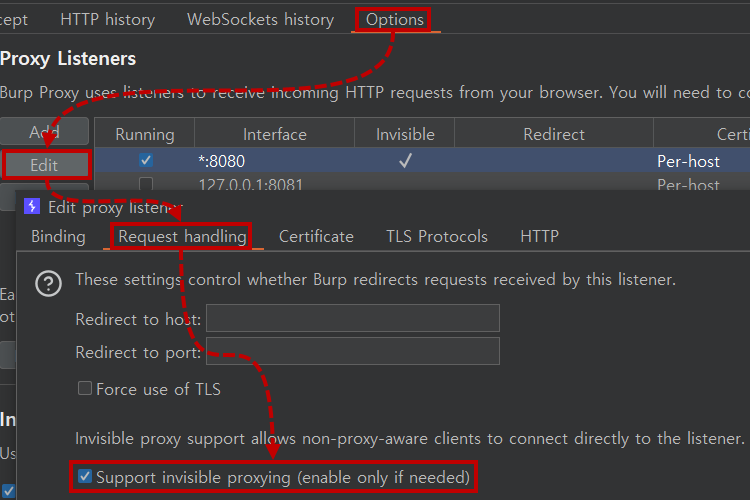 cept HTTP history WebSockets history Options
Proxy Listeners
Burp Proxy uses listeners to receive incoming HTTP requests from your browser. You will need to co
Add
Running Interface Invisible Redirect Certi
Edit *:8080 Per-host
127.0.0.1:8081 Per-host
Edit proxy listener
Binding Request handling Certificate TLS Protocols HTTP
These settings control whether Burp redirects requests received by this listener.
Ea
Redirect to host:
ot
Redirect to port:
Force use of TLS
In
Invisible proxy support allows non-proxy-aware clients to connect directly to the listener.
Us
Support invisible proxying (enable only if needed)